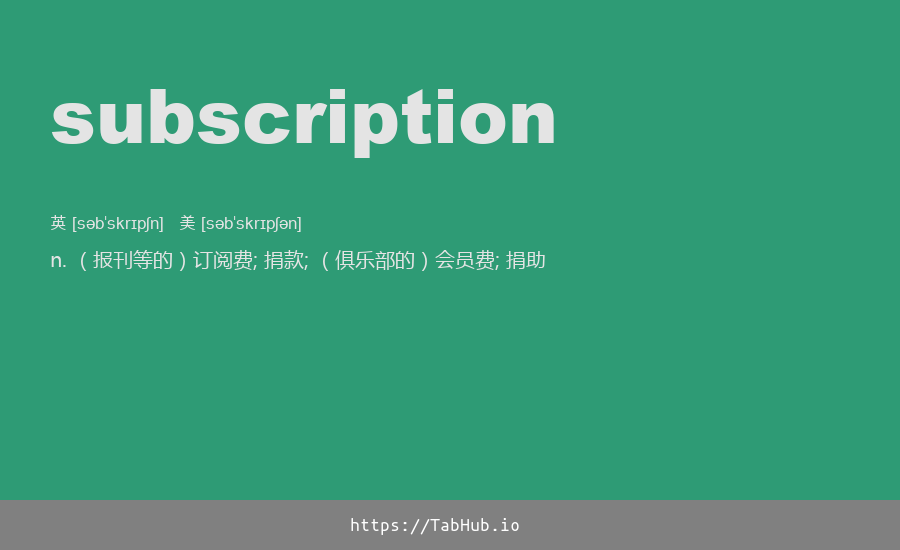 subscription
英 [səbˈskrɪpʃn] 美 [səbˈskrɪpʃən]
n. （报刊等的）订阅费; 捐款; （俱乐部的）会员费; 捐助
https://TabHub.io